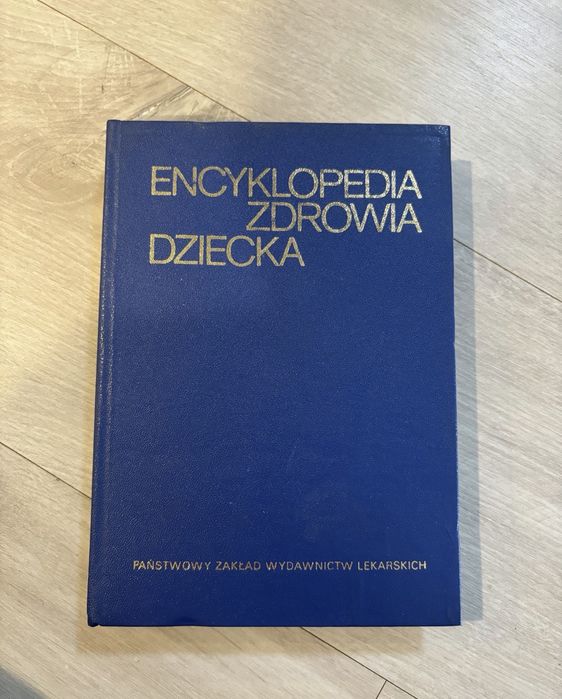 ENCYKLOPEDIA
ZDROWIA
DZIECKA
PAŃSTWOWY ZAKŁAD WYDAWNICTW LEKARSKICH